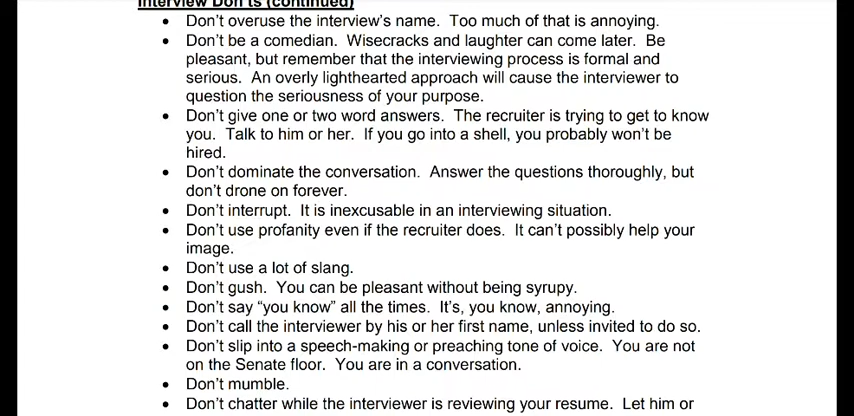 Interview Don'ts (continued)
• Don't overuse the interview's name.  Too much of that is annoying.
• Don't be a comedian.  Wisecracks and laughter can come later.  Be
pleasant, but remember that the interviewing process is formal and
serious.  An overly lighthearted approach will cause the interviewer to
question the seriousness of your purpose.
• Don't give one or two word answers.  The recruiter is trying to get to know
you.  Talk to him or her.  If you go into a shell, you probably won't be
hired.
• Don't dominate the conversation.  Answer the questions thoroughly, but
don't drone on forever.
• Don't interrupt.  It is inexcusable in an interviewing situation.
• Don't use profanity even if the recruiter does.  It can't possibly help your
image.
• Don't use a lot of slang.
• Don't gush.  You can be pleasant without being syrupy.
• Don't say "you know" all the times.  It's, you know, annoying.
• Don't call the interviewer by his or her first name, unless invited to do so.
• Don't slip into a speech-making or preaching tone of voice.  You are not
on the Senate floor.  You are in a conversation.
• Don't mumble.
• Don't chatter while the interviewer is reviewing your resume.  Let him or